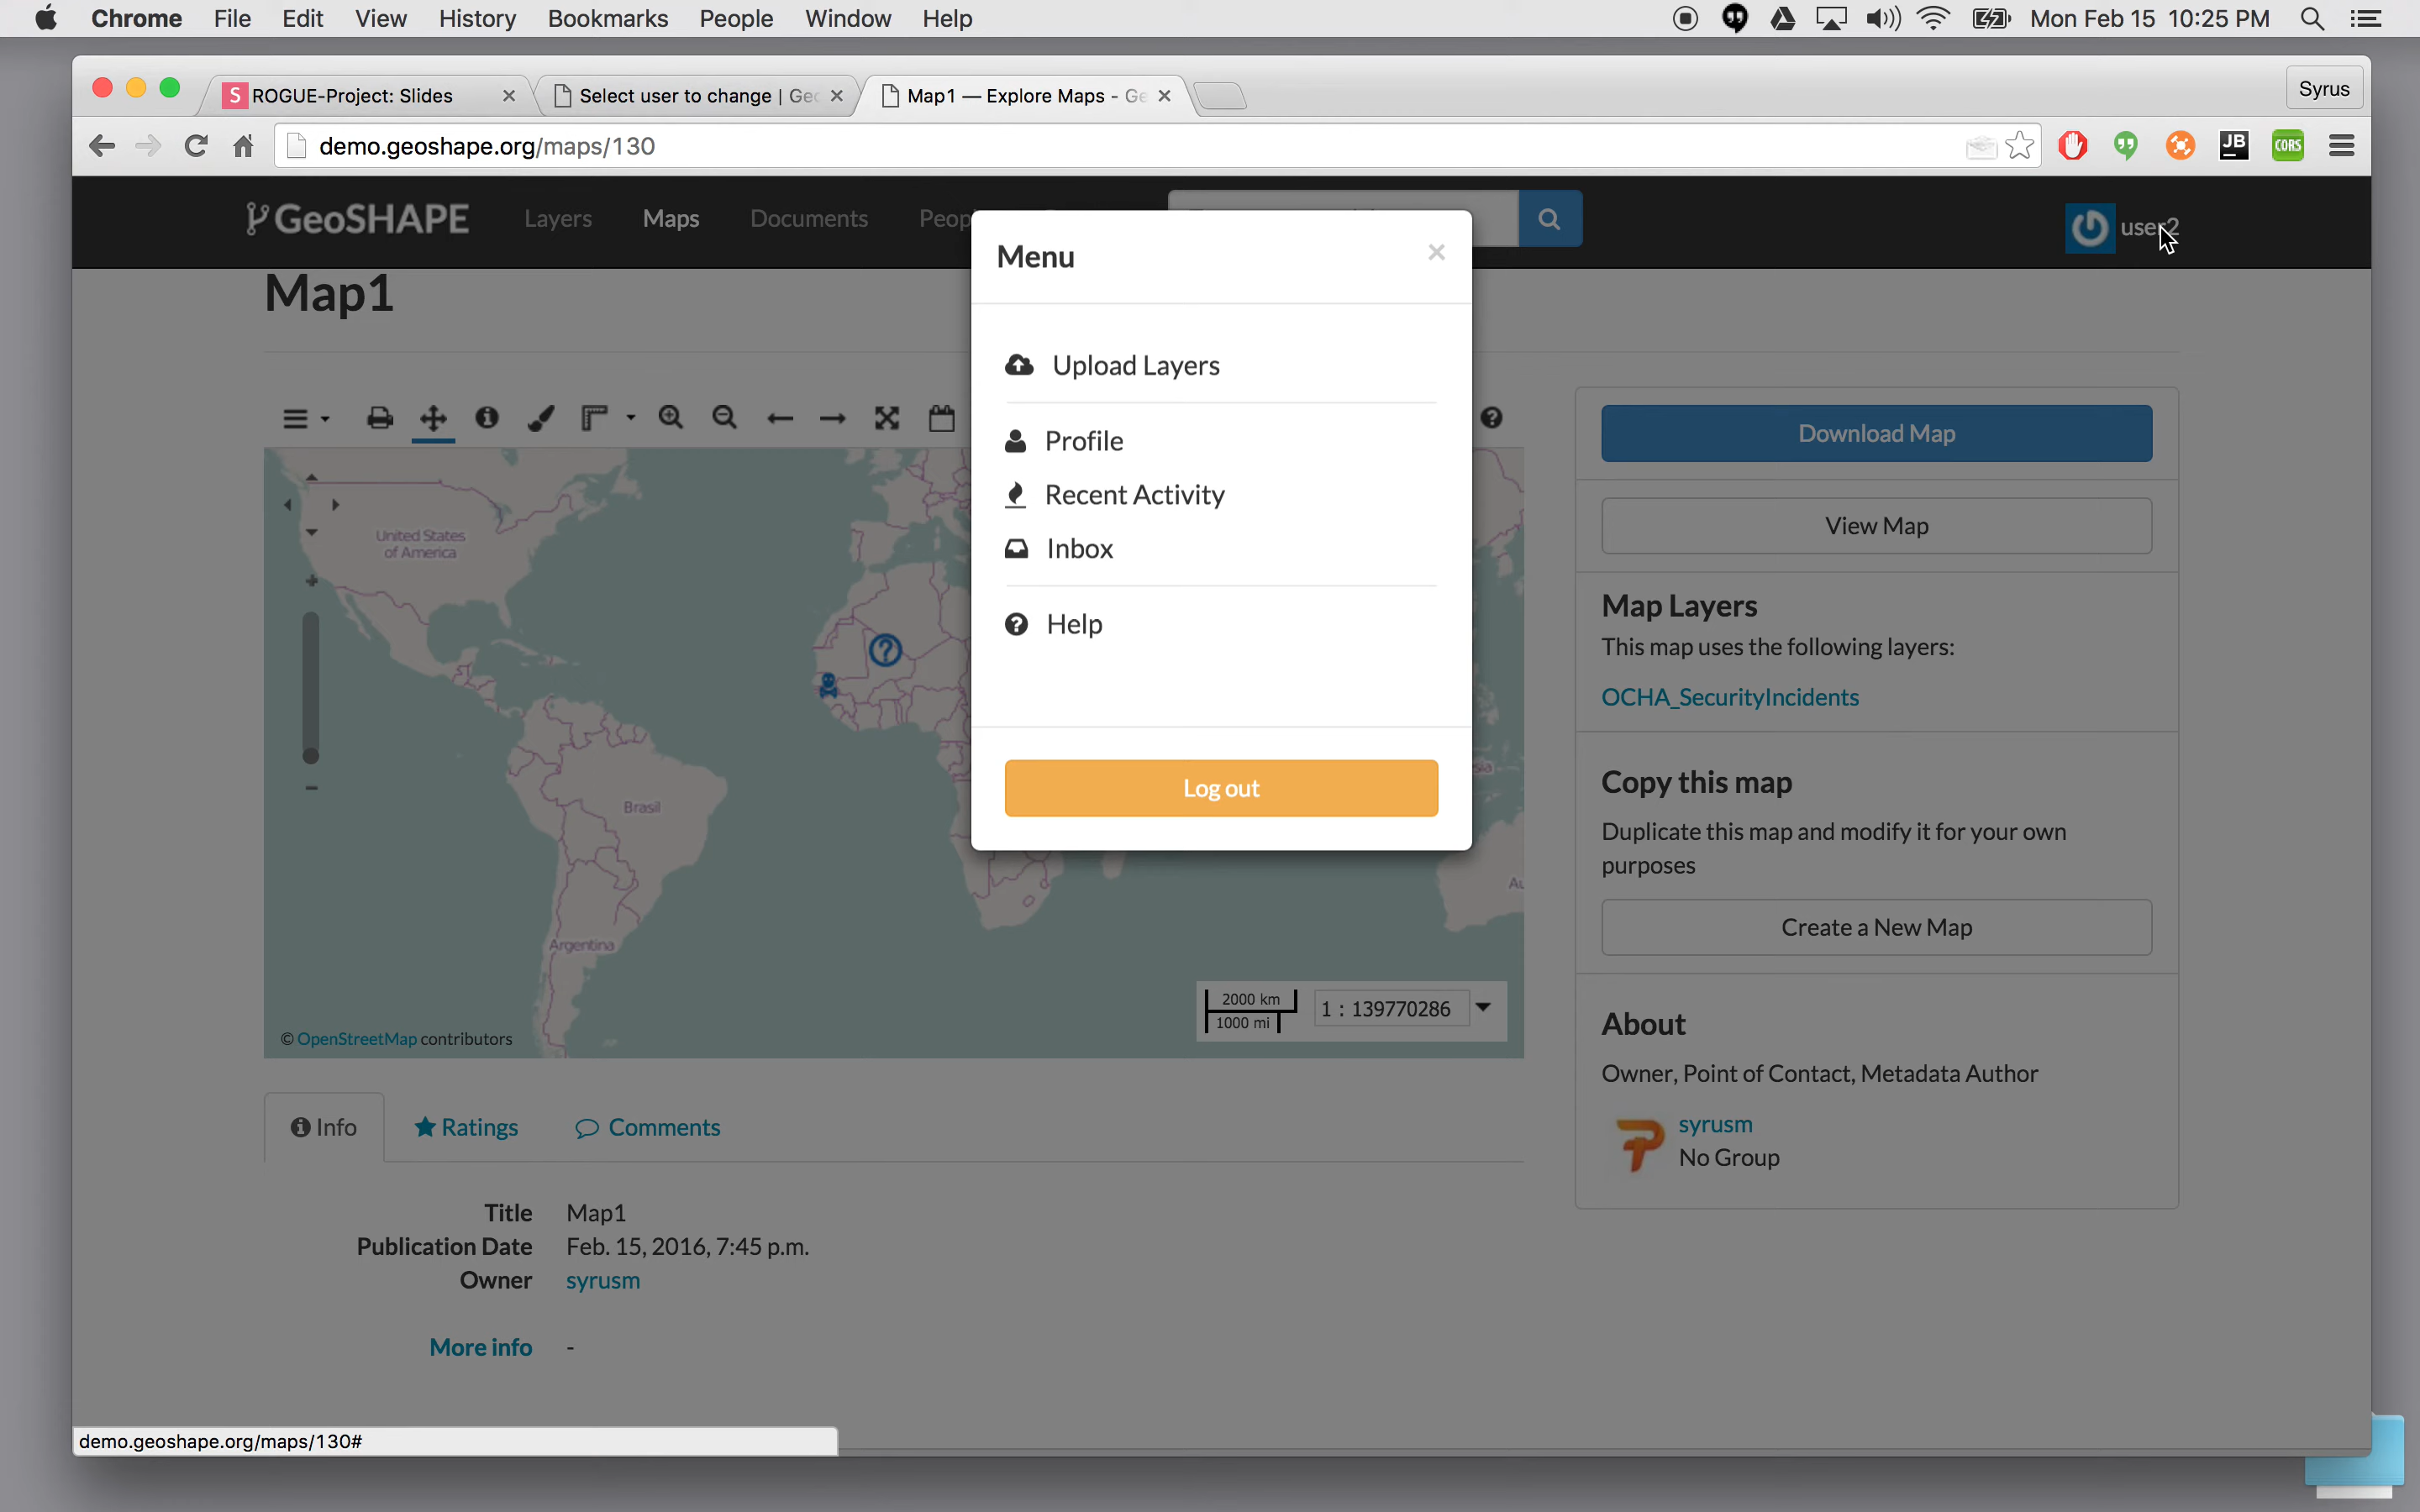 Chrome File Edit View History Bookmarks People Window Help Mon Feb 15 10:25 PM
S ROGUE-Project: Slides Select user to change | Geo Map1 — Explore Maps - Ge Syrus
demo.geoshape.org/maps/130 JB CORS
GeoSHAPE Layers Maps Documents user2
Map1
Menu ×
Upload Layers
Profile
Recent Activity
Inbox
Help
Log out
United States
of America
Brasil
Argentina
2000 km
1000 mi
1 : 139770286
© OpenStreetMap contributors
Download Map
View Map
Map Layers
This map uses the following layers:
OCHA_SecurityIncidents
Copy this map
Duplicate this map and modify it for your own
purposes
Create a New Map
About
Owner, Point of Contact, Metadata Author
syrusm
No Group
Info Ratings Comments
Title Map1
Publication Date Feb. 15, 2016, 7:45 p.m.
Owner syrusm
More info -
demo.geoshape.org/maps/130#